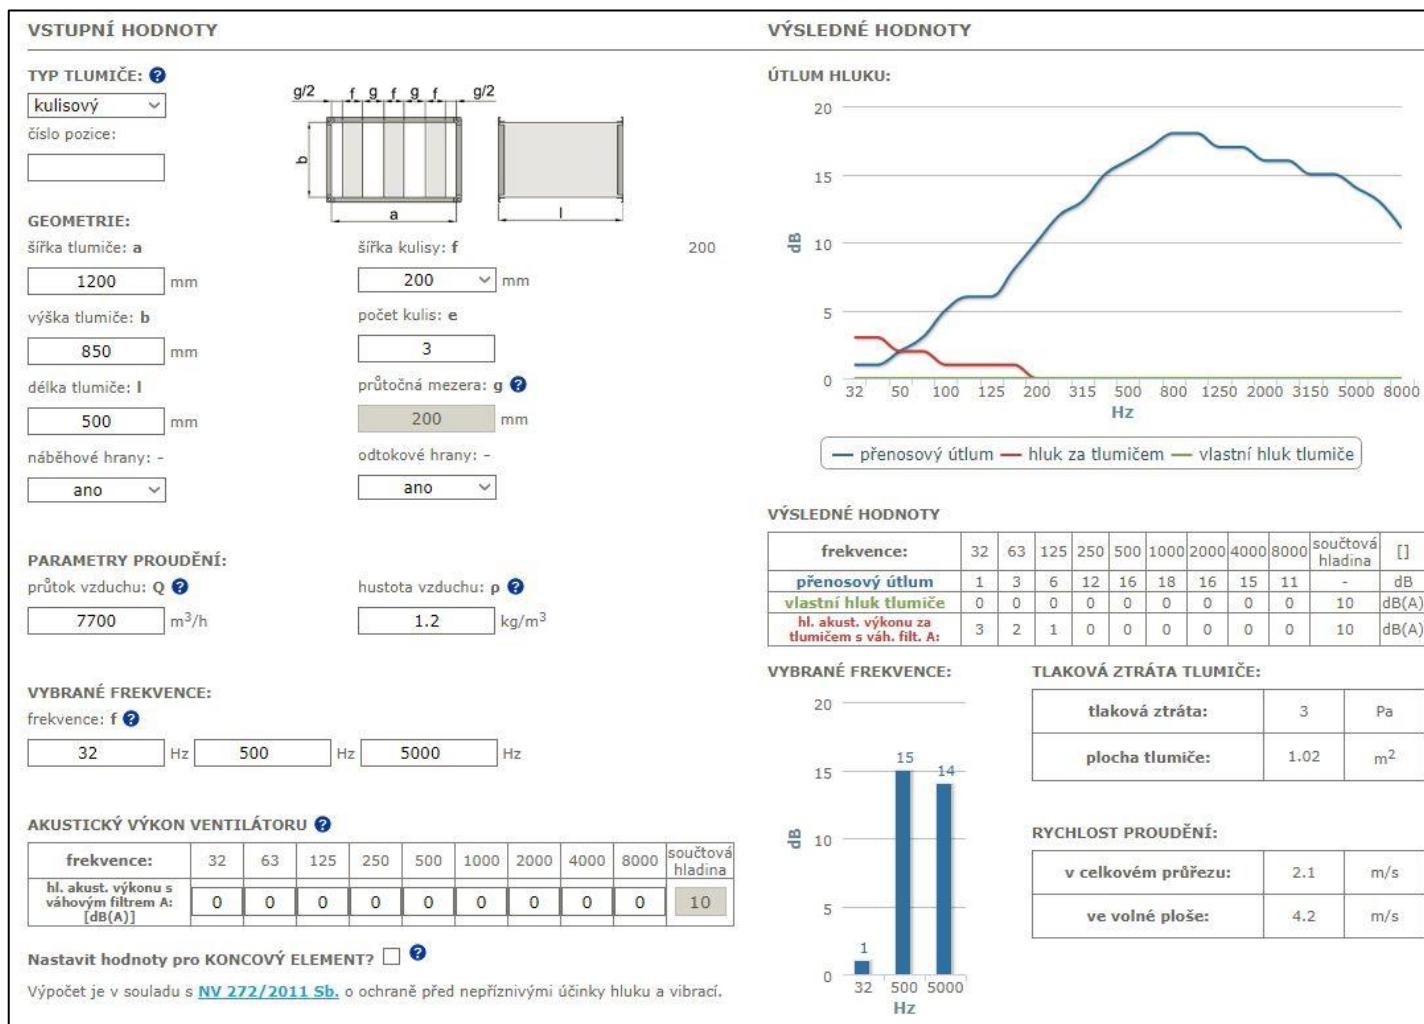 VSTUPNÍ HODNOTY
TYP TLUMIČE: ?
kulisový
číslo pozice:
g/2 f g f g f g/2
b
a
l
GEOMETRIE:
šířka tlumiče: a
šířka kulisy: f
200
1200 mm
200 mm
výška tlumiče: b
počet kulis: e
850 mm
3
délka tlumiče: l
průtočná mezera: g ?
500 mm
200 mm
náběhové hrany: -
odtokové hrany: -
ano
ano
PARAMETRY PROUDĚNÍ:
průtok vzduchu: Q ?
hustota vzduchu: ρ ?
7700 m³/h
1.2 kg/m³
VYBRANÉ FREKVENCE:
frekvence: f ?
32 Hz 500 Hz 5000 Hz
AKUSTICKÝ VÝKON VENTILÁTORU ?
frekvence: 32 63 125 250 500 1000 2000 4000 8000 součtová
hladina
hl. akust. výkonu s
váhovým filtrem A:
[dB(A)]
0 0 0 0 0 0 0 0 0 10
Nastavit hodnoty pro KONCOVÝ ELEMENT? ?
Výpočet je v souladu s NV 272/2011 Sb. o ochraně před nepříznivými účinky hluku a vibrací.
VÝSLEDNÉ HODNOTY
ÚTLUM HLUKU:
20
15
10
5
0
dB
32 50 100 125 200 315 500 800 1250 2000 3150 5000 8000
Hz
přenosový útlum hluk za tlumičem vlastní hluk tlumiče
VÝSLEDNÉ HODNOTY
frekvence: 32 63 125 250 500 1000 2000 4000 8000 součtová
hladina
[]
přenosový útlum 1 3 6 12 16 18 16 15 11 - dB
vlastní hluk tlumiče 0 0 0 0 0 0 0 0 0 10 dB(A)
hl. akust. výkonu za
tlumičem s váh. filt. A:
3 2 1 0 0 0 0 0 0 10 dB(A)
VYBRANÉ FREKVENCE:
20
15
10
5
0
dB
1 15 14
32 500 5000
Hz
TLAKOVÁ ZTRÁTA TLUMIČE:
tlaková ztráta: 3 Pa
plocha tlumiče: 1.02 m²
RYCHLOST PROUDĚNÍ:
v celkovém průřezu: 2.1 m/s
ve volné ploše: 4.2 m/s